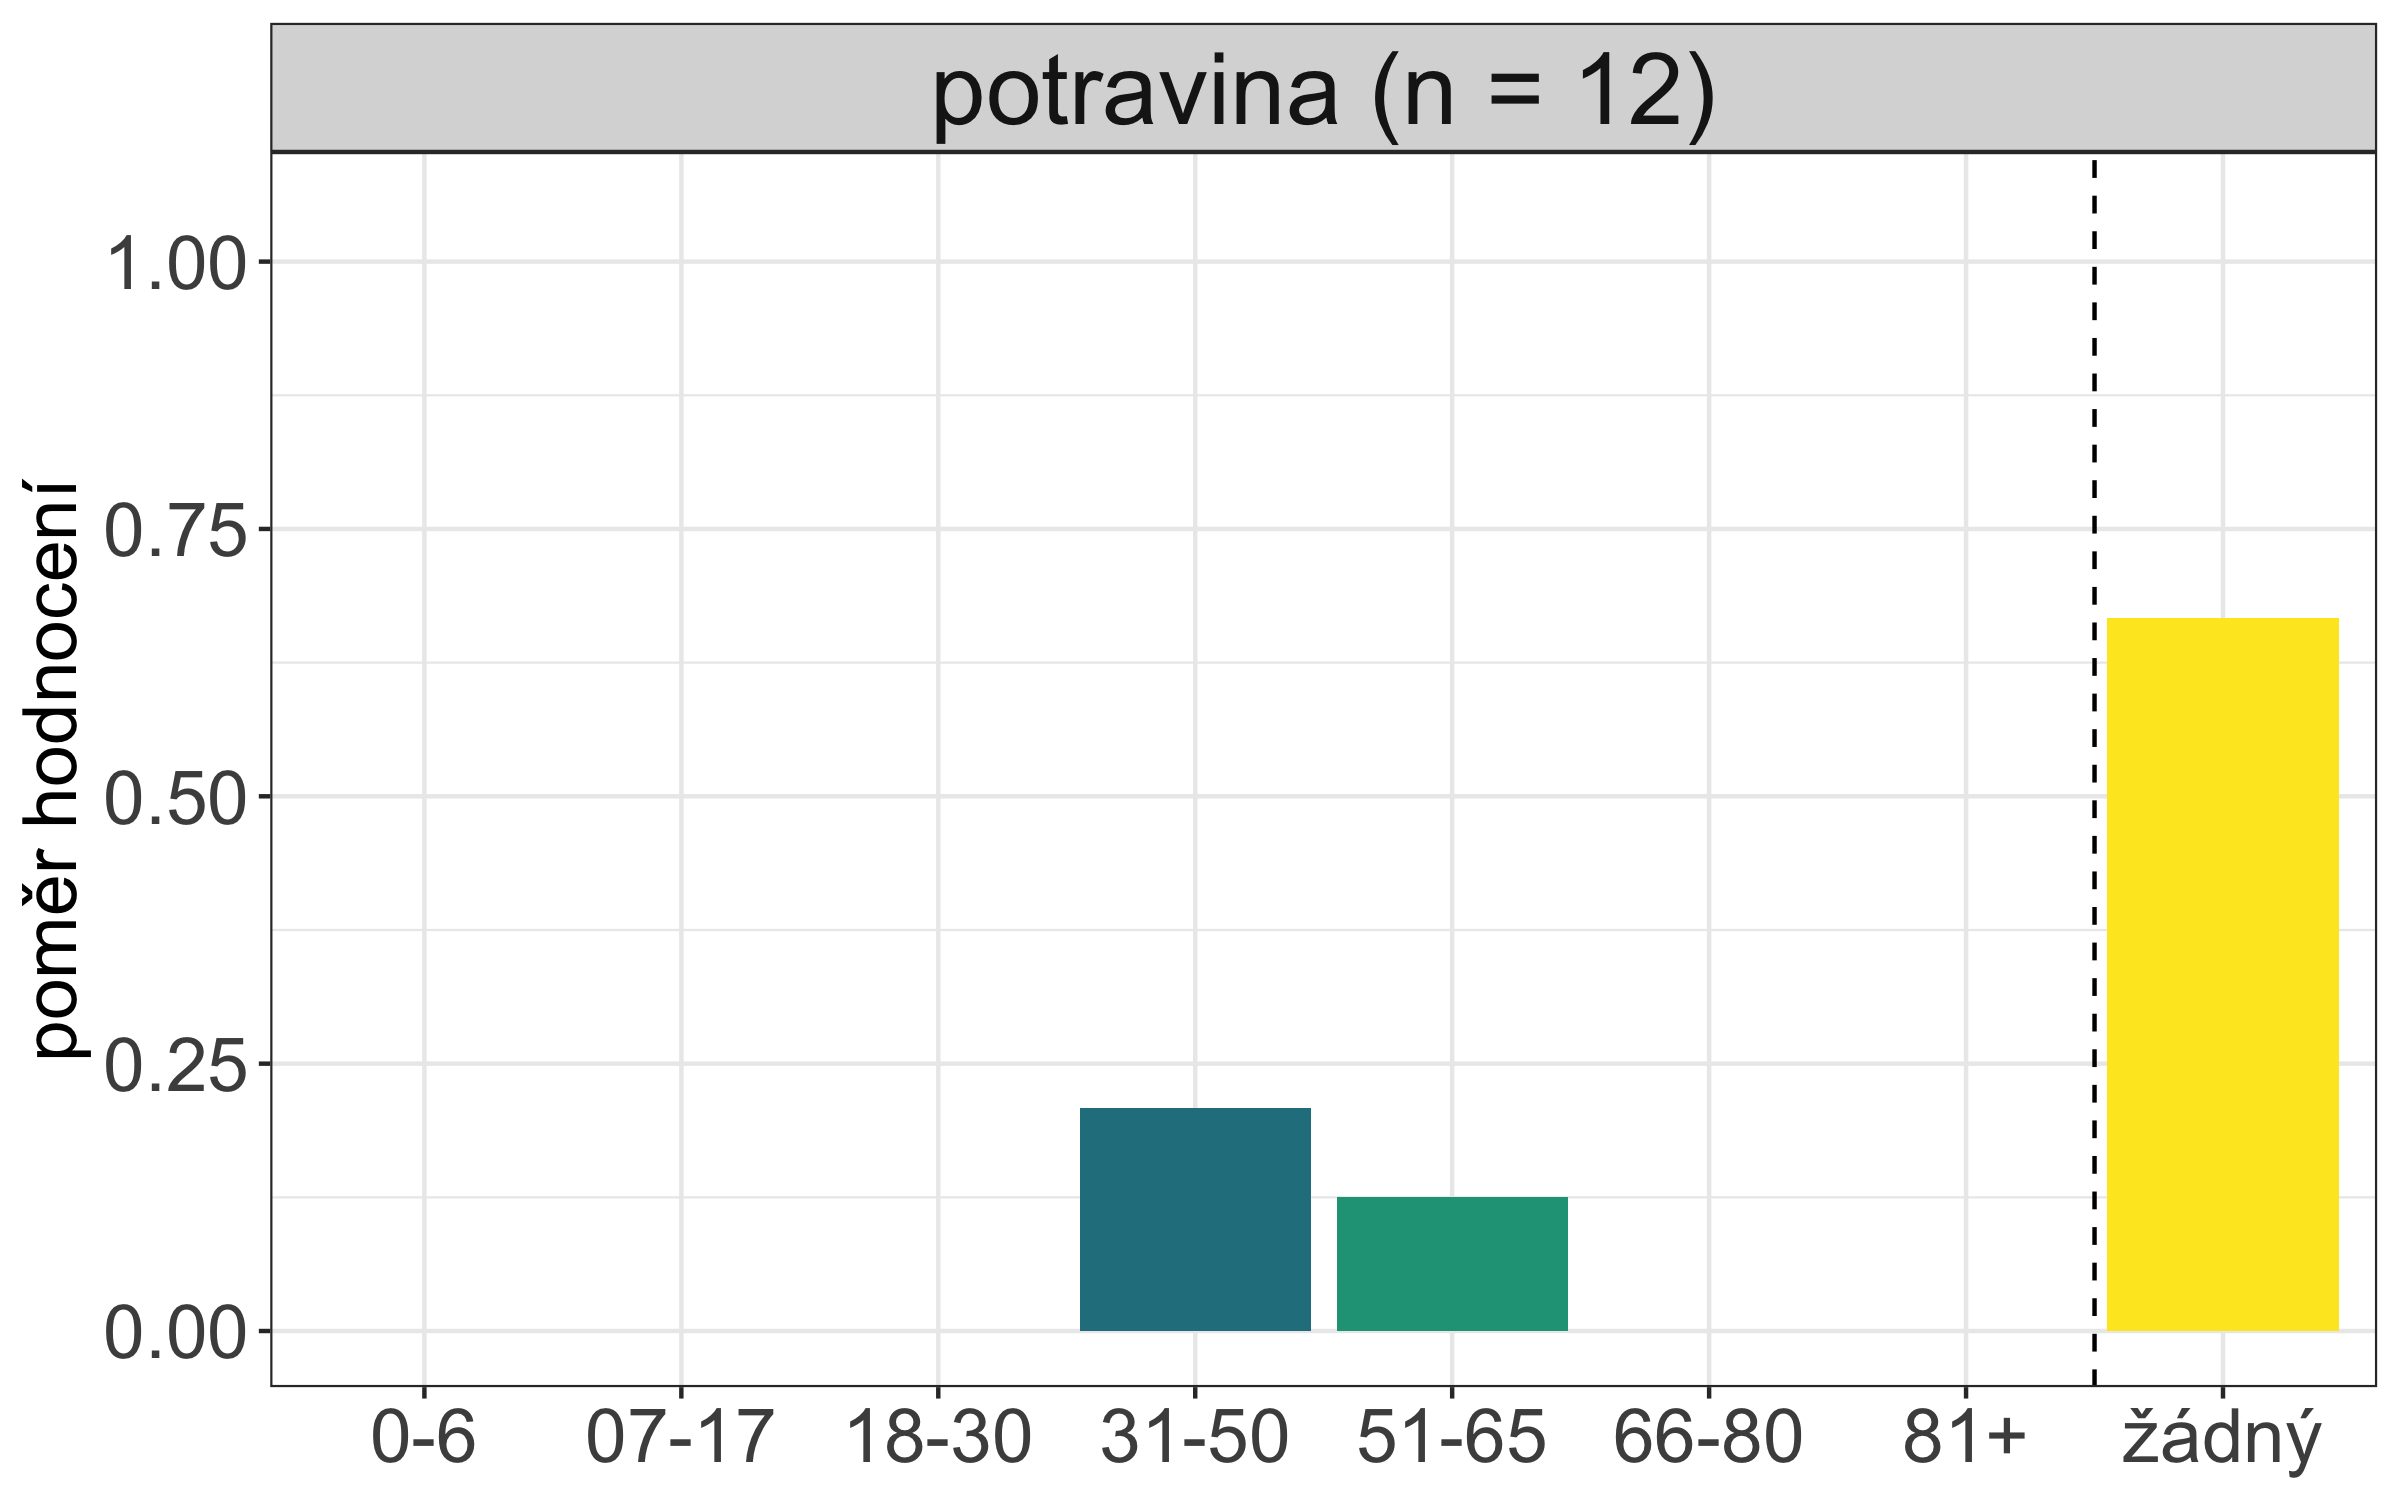 potravina (n = 12)
poměr hodnocení
1.00
0.75
0.50
0.25
0.00
0-6 07-17 18-30 31-50 51-65 66-80 81+ žádný